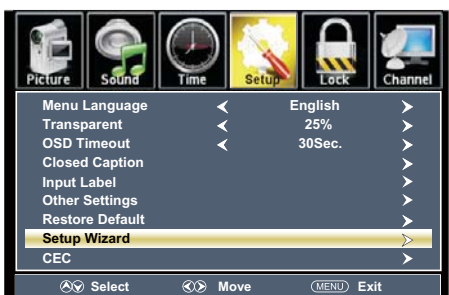 Picture Sound Time Setup Lock Channel
Menu Language English
Transparent 25%
OSD Timeout 30Sec.
Closed Caption
Input Label
Other Settings
Restore Default
Setup Wizard
CEC
Select Move MENU Exit